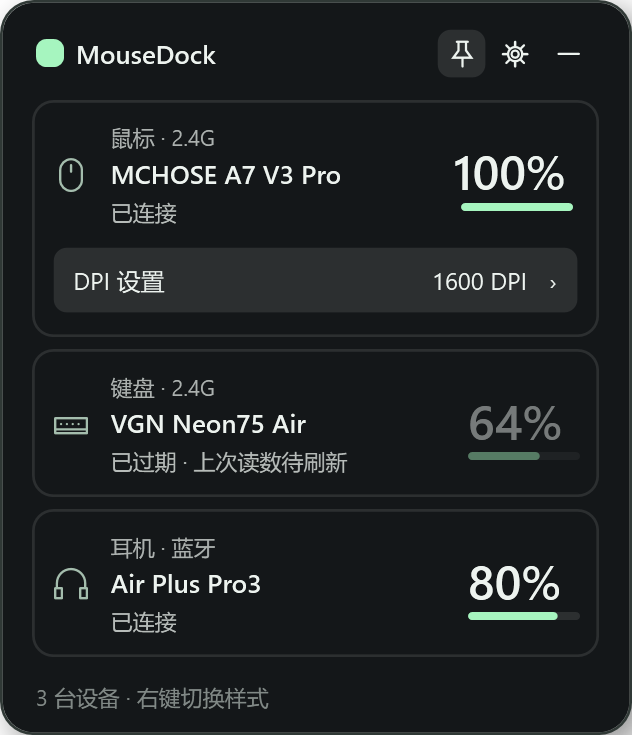 MouseDock
鼠标 · 2.4G
MCHOSE A7 V3 Pro
已连接
100%
DPI 设置 1600 DPI ›
键盘 · 2.4G
VGN Neon75 Air
已过期 · 上次读数待刷新
64%
耳机 · 蓝牙
Air Plus Pro3
已连接
80%
3 台设备 · 右键切换样式